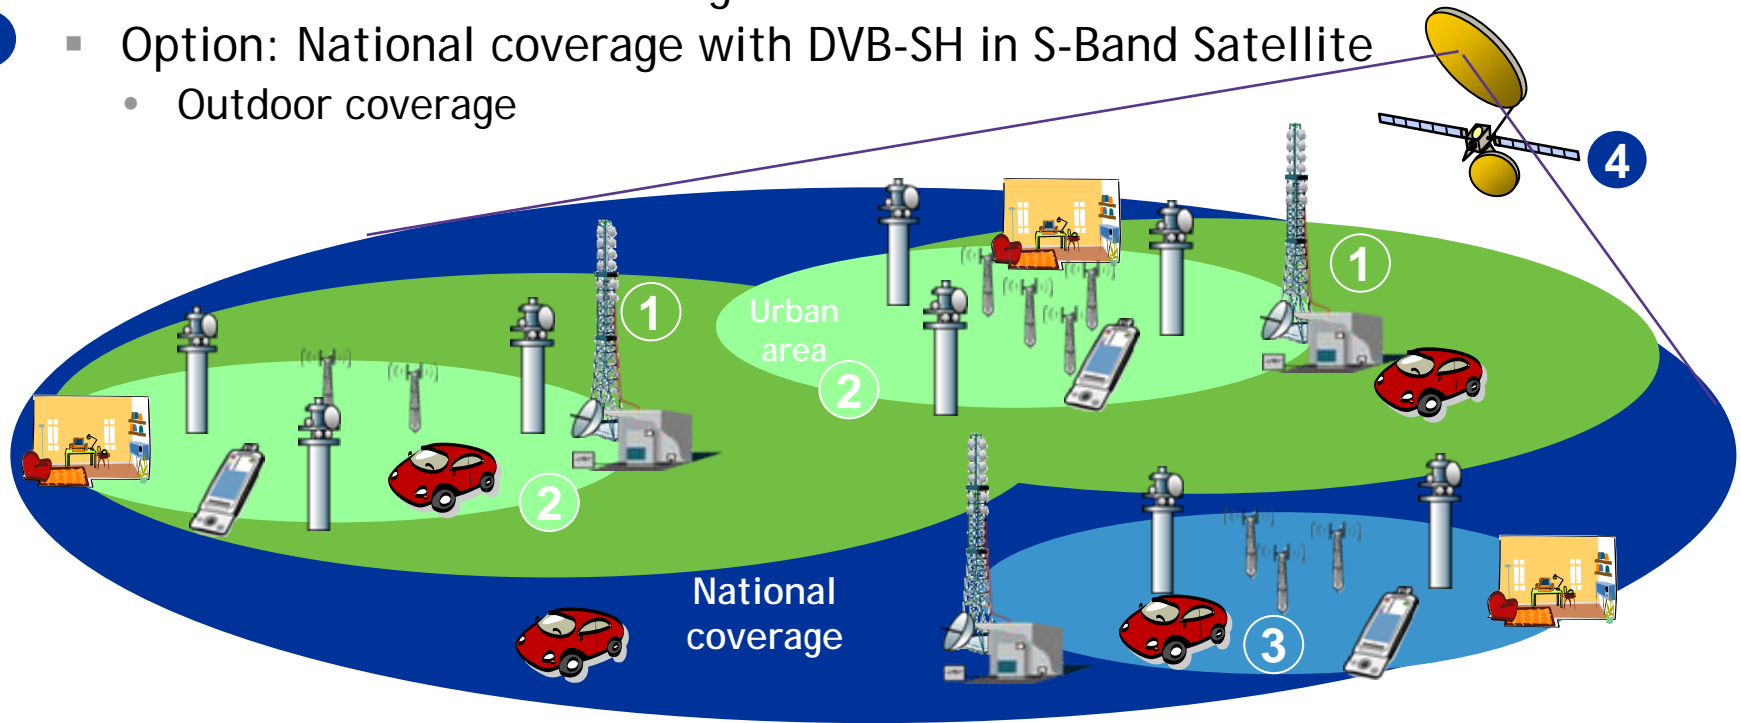 Option: National coverage with DVB-SH in S-Band Satellite
Outdoor coverage
4
1
1
Urban
area
2
2
National
coverage
3